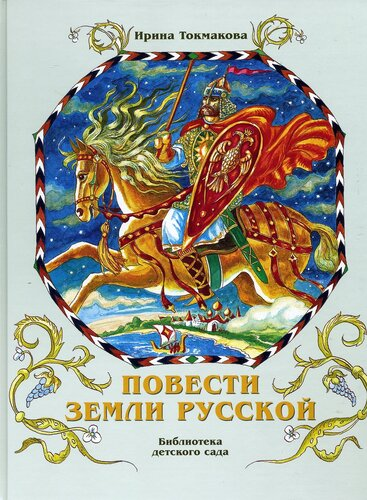 Ирина Токмакова
ПОВЕСТИ
ЗЕМЛИ РУССКОЙ
Библиотека
детского сада